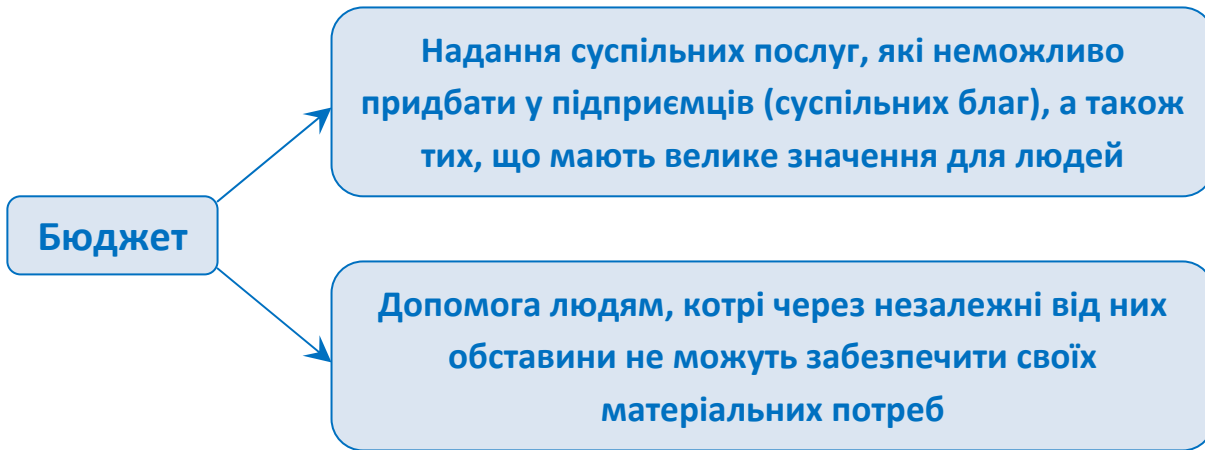 Надання суспільних послуг, які неможливо
придбати у підприємців (суспільних благ), а також
тих, що мають велике значення для людей
Бюджет
Допомога людям, котрі через незалежні від них
обставини не можуть забезпечити своїх
матеріальних потреб